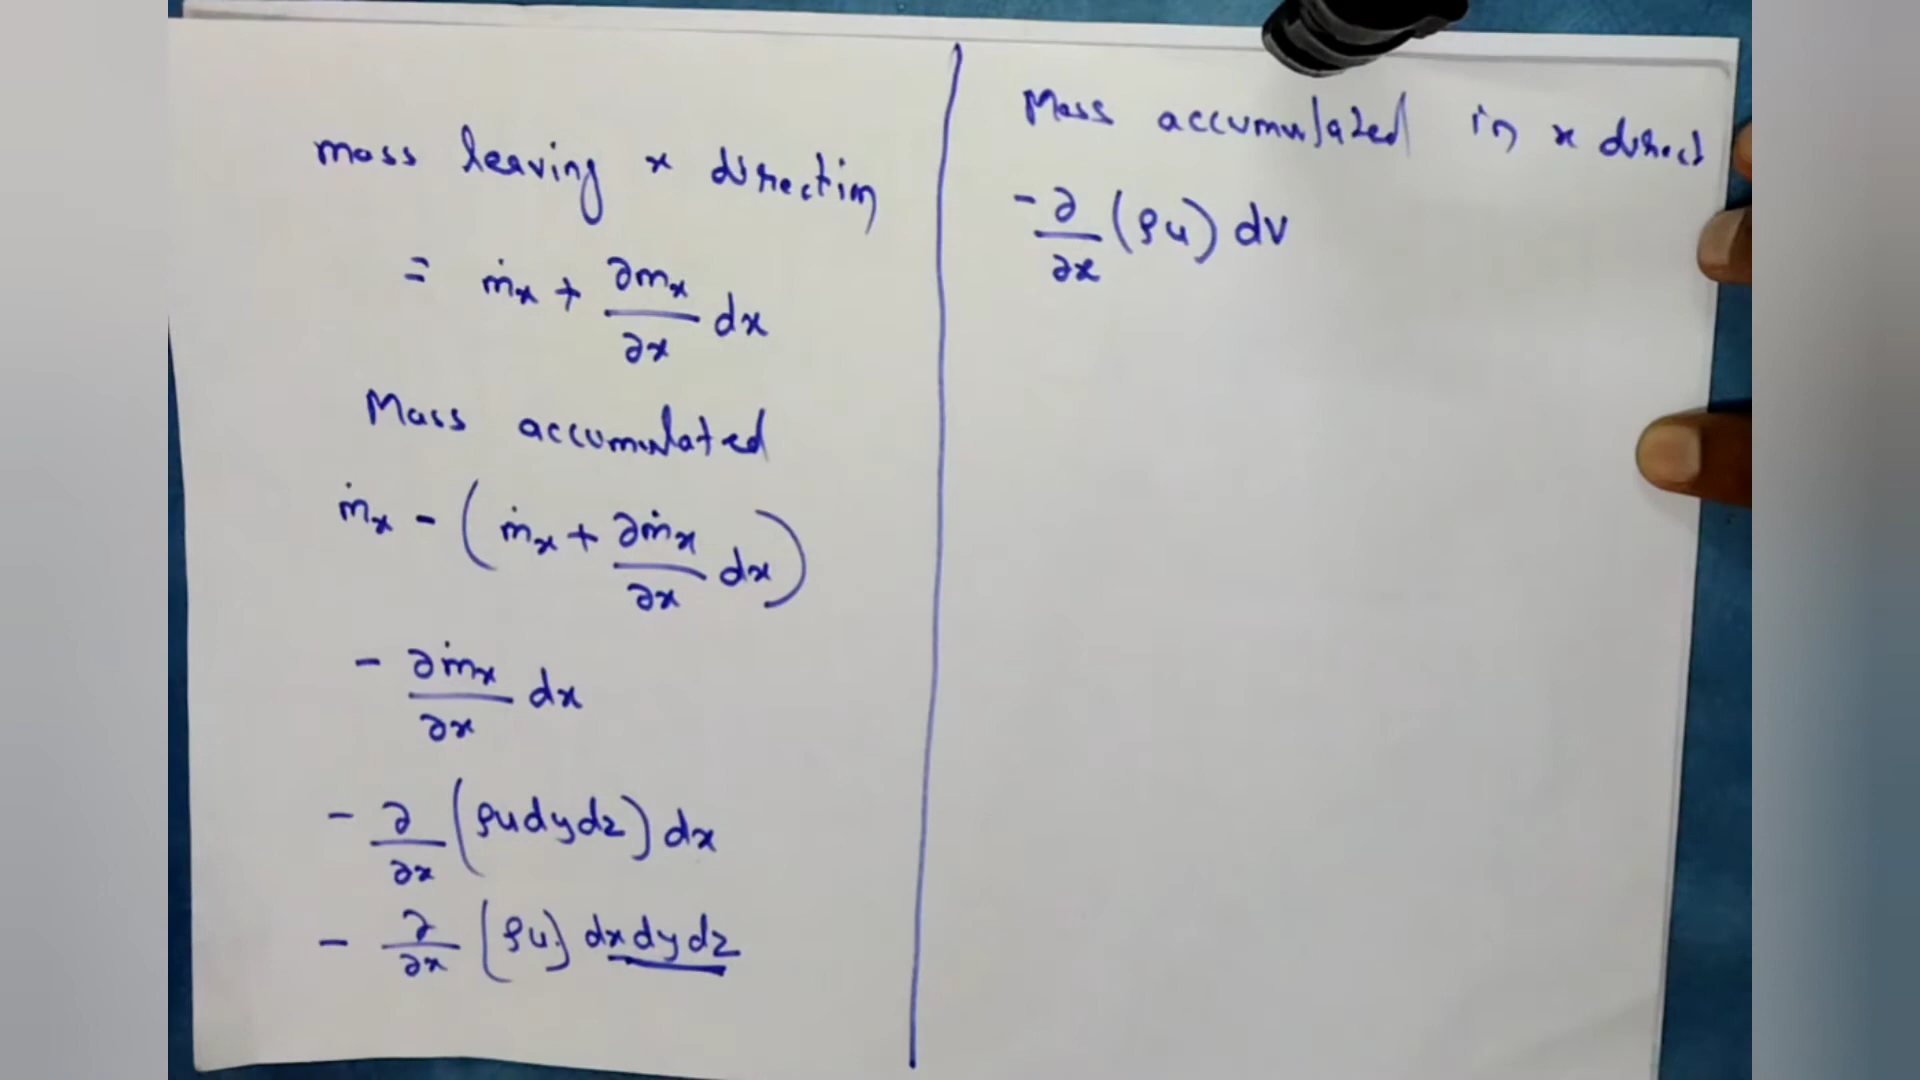 mass leaving x direction
= ṁx + ∂mx/∂x dx
Mass accumulated
ṁx - (ṁx + ∂ṁx/∂x dx)
- ∂ṁx/∂x dx
- ∂/∂x (ρu dy dz) dx
- ∂/∂x (ρu) dx dy dz
Mass accumulated in x direct
- ∂/∂x (ρu) dV